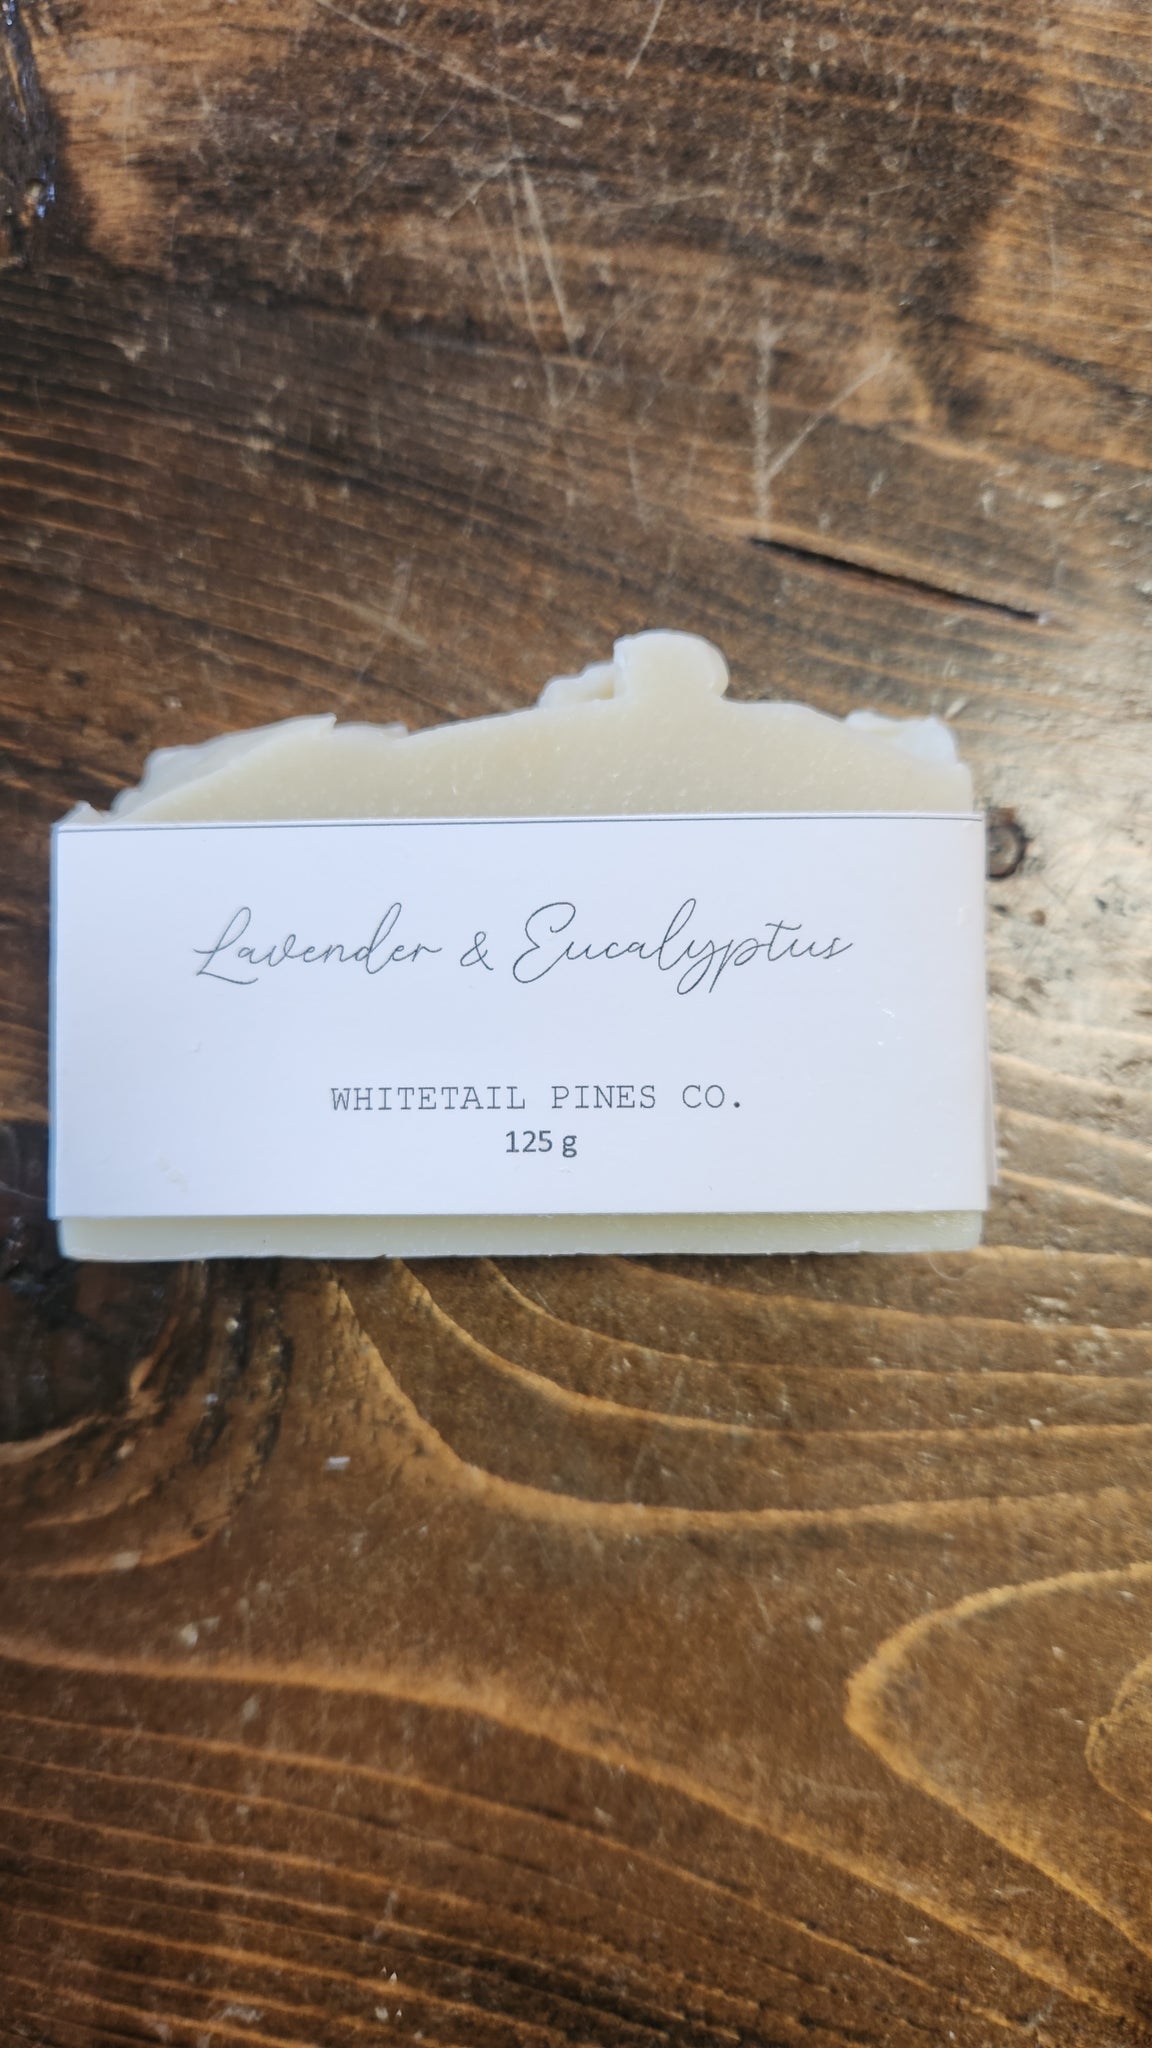 Lavender & Eucalyptus
WHITETAIL PINES CO.
125 g